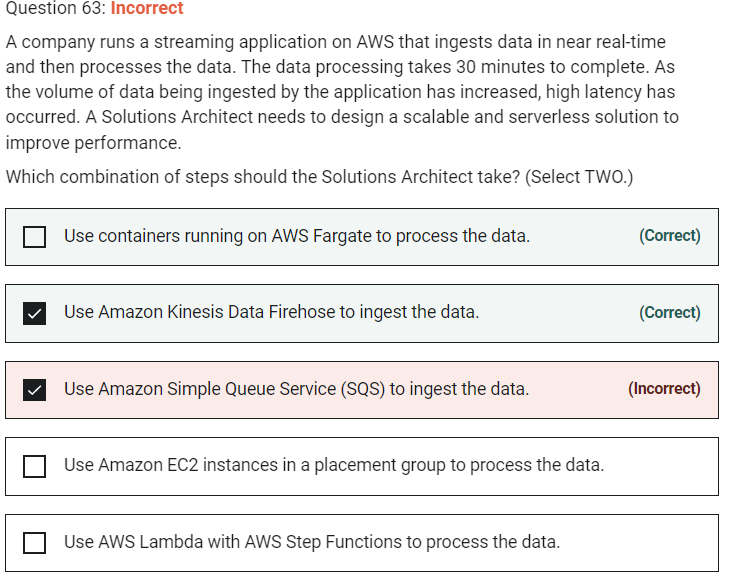 Question 63: Incorrect
A company runs a streaming application on AWS that ingests data in near real-time
and then processes the data. The data processing takes 30 minutes to complete. As
the volume of data being ingested by the application has increased, high latency has
occurred. A Solutions Architect needs to design a scalable and serverless solution to
improve performance.
Which combination of steps should the Solutions Architect take? (Select TWO.)
Use containers running on AWS Fargate to process the data. (Correct)
Use Amazon Kinesis Data Firehose to ingest the data. (Correct)
Use Amazon Simple Queue Service (SQS) to ingest the data. (Incorrect)
Use Amazon EC2 instances in a placement group to process the data.
Use AWS Lambda with AWS Step Functions to process the data.